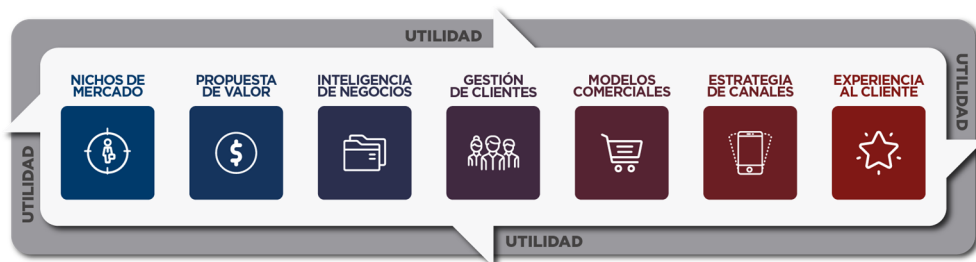 UTILIDAD
NICHOS DE
MERCADO
PROPUESTA
DE VALOR
INTELIGENCIA
DE NEGOCIOS
GESTIÓN
DE CLIENTES
MODELOS
COMERCIALES
ESTRATEGIA
DE CANALES
EXPERIENCIA
AL CLIENTE
$
UTILIDAD
UTILIDAD
UTILIDAD